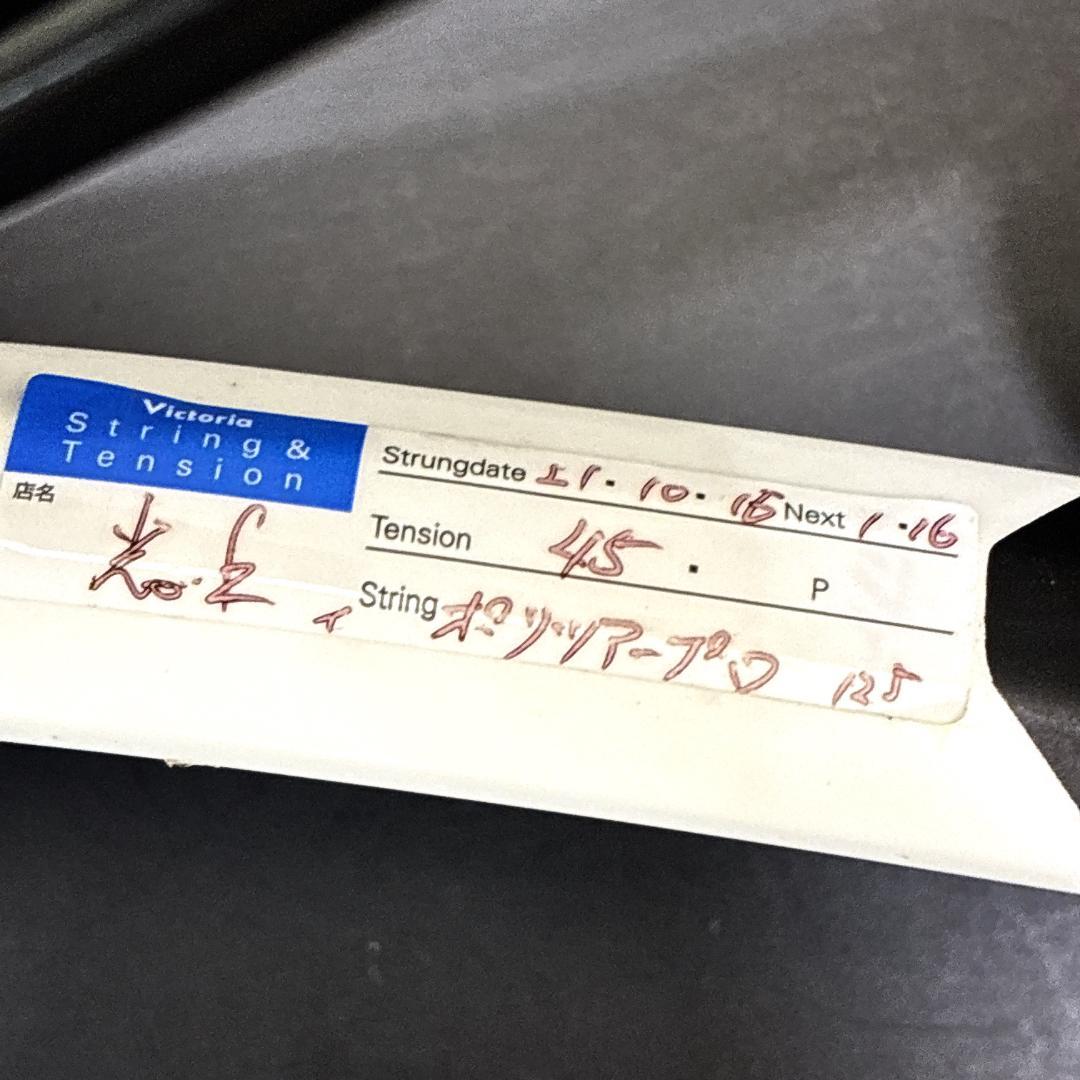 Victoria
String &
Tension
店名
Strungdate 21・10・16 Next 1・16
Tension 45 . P
String ポリツアープロ 125